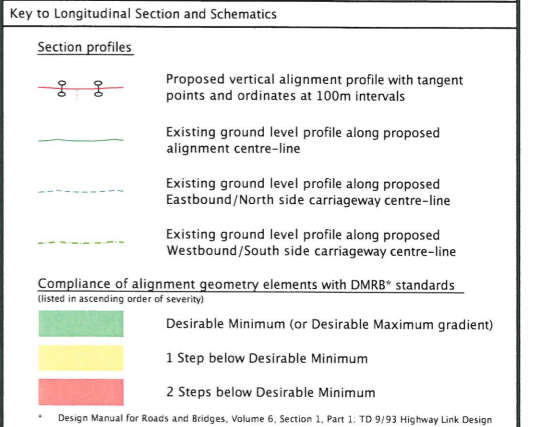 Key to Longitudinal Section and Schematics
Section profiles
Proposed vertical alignment profile with tangent
points and ordinates at 100m intervals
Existing ground level profile along proposed
alignment centre-line
Existing ground level profile along proposed
Eastbound/North side carriageway centre-line
Existing ground level profile along proposed
Westbound/South side carriageway centre-line
Compliance of alignment geometry elements with DMRB* standards
(listed in ascending order of severity)
Desirable Minimum (or Desirable Maximum gradient)
1 Step below Desirable Minimum
2 Steps below Desirable Minimum
* Design Manual for Roads and Bridges, Volume 6, Section 1, Part 1: TD 9/93 Highway Link Design